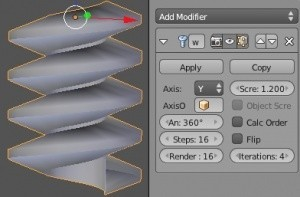 Add Modifier
w
Apply
Copy
Axis:
Y
Scre: 1.200
AxisO
Object Scre
An: 360°
Calc Order
Steps: 16
Flip
Render : 16
Iterations: 4